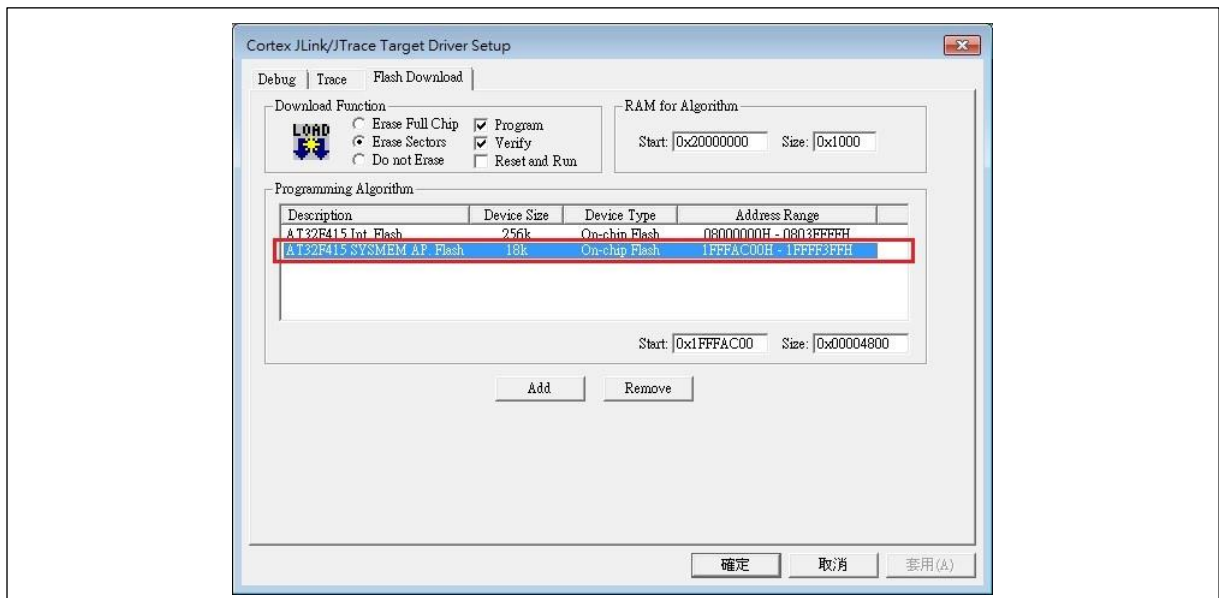 Cortex JLink/JTrace Target Driver Setup
Debug Trace Flash Download
Download Function
LOAD
Erase Full Chip
Erase Sectors
Do not Erase
Program
Verify
Reset and Run
RAM for Algorithm
Start: 0x20000000 Size: 0x1000
Programming Algorithm
Description Device Size Device Type Address Range
AT32F415 Int. Flash 256k On-chip Flash 08000000H - 0803FFFFH
AT32F415 SYSMEM AP. Flash 18k On-chip Flash 1FFFAC00H - 1FFFF3FFH
Start: 0x1FFFAC00 Size: 0x00004800
Add Remove
確定 取消 套用(A)